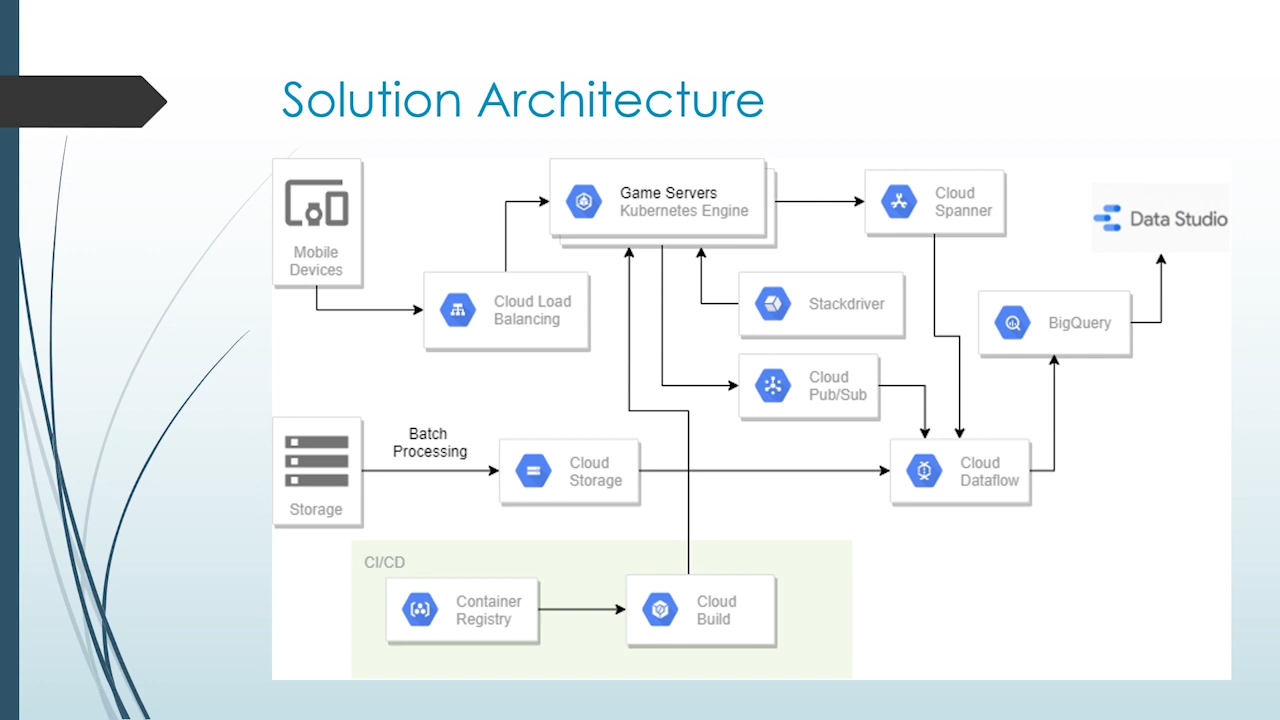 Solution Architecture
Mobile
Devices
Cloud Load
Balancing
Game Servers
Kubernetes Engine
Cloud
Spanner
Data Studio
Stackdriver
BigQuery
Cloud
Pub/Sub
Storage
Batch
Processing
Cloud
Storage
Cloud
Dataflow
CI/CD
Container
Registry
Cloud
Build